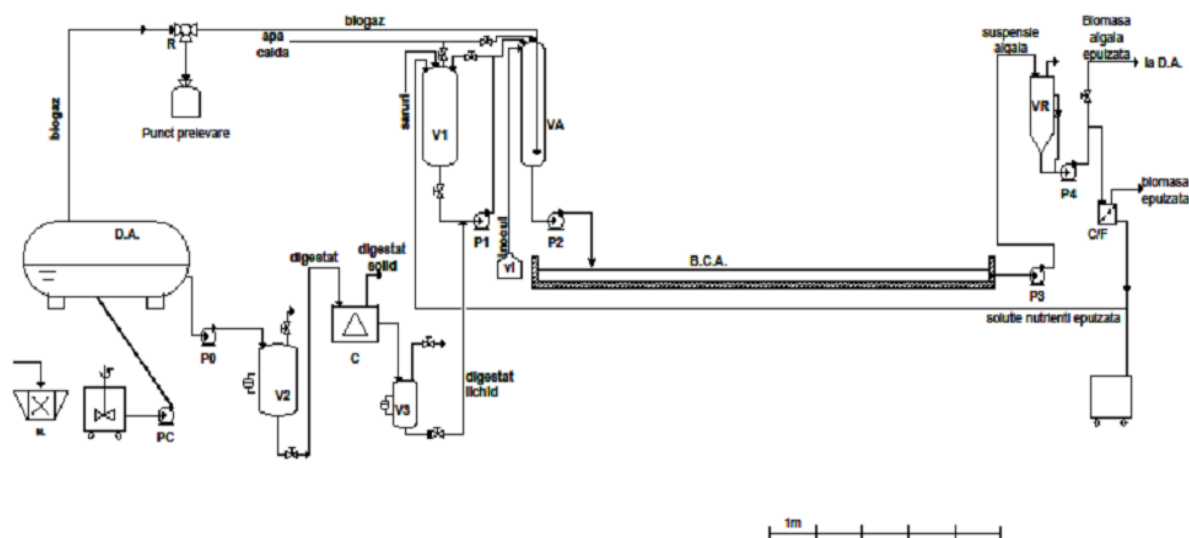 biogaz
apa
calda
R
biogaz
Punct prelevare
saruri
V1
VA
suspensie
algala
Biomasa
algala
epuizata
la D.A.
VR
P4
biomasa
epuizata
C/F
D.A.
P1
P2
inocul
vi
B.C.A.
P3
solutie nutrienti epuizata
digestat
digestat
solid
P0
C
V2
V3
digestat
lichid
PC
1m